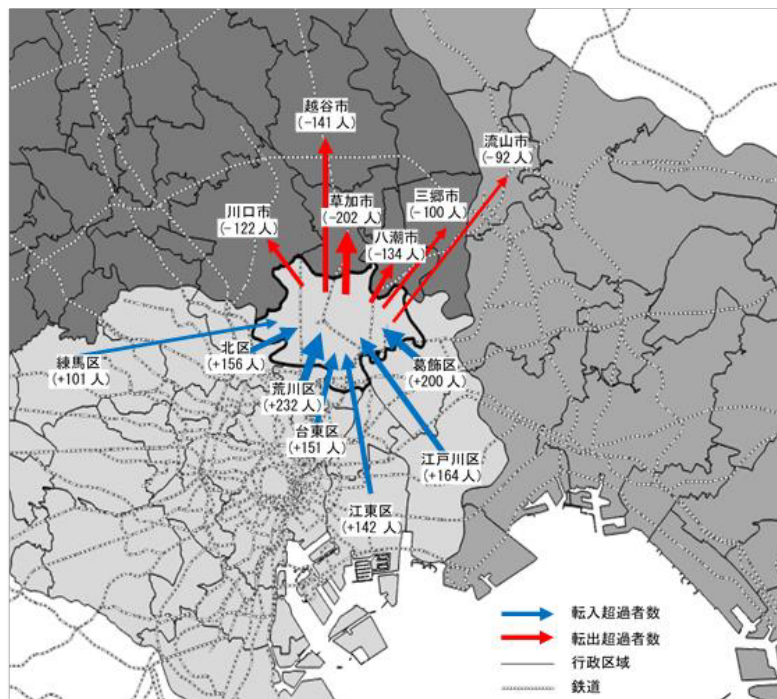 越谷市
(-141 人)
流山市
(-92 人)
草加市
(-202 人)
三郷市
(-100 人)
川口市
(-122 人)
八潮市
(-134 人)
練馬区
(+101 人)
北区
(+156 人)
荒川区
(+232 人)
台東区
(+151 人)
葛飾区
(+200 人)
江戸川区
(+164 人)
江東区
(+142 人)
転入超過者数
転出超過者数
行政区域
鉄道